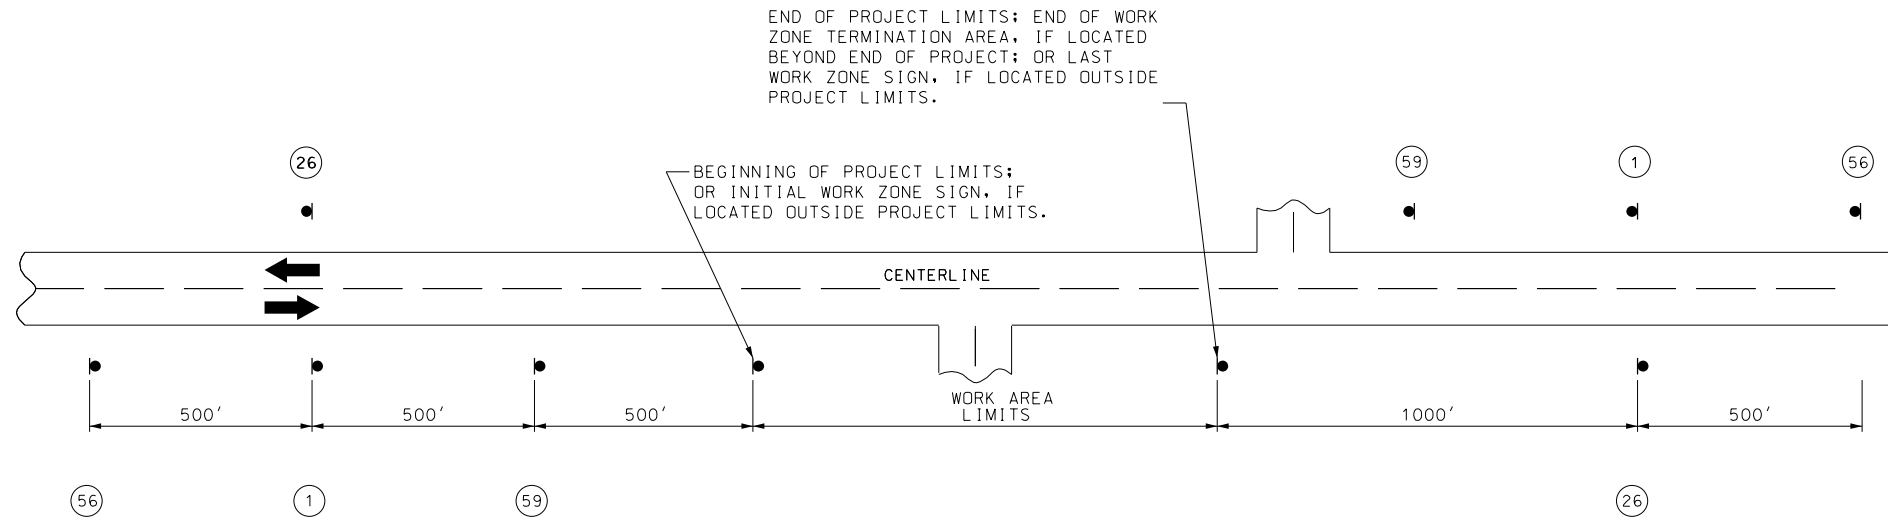 END OF PROJECT LIMITS; END OF WORK
ZONE TERMINATION AREA, IF LOCATED
BEYOND END OF PROJECT; OR LAST
WORK ZONE SIGN, IF LOCATED OUTSIDE
PROJECT LIMITS.
26
59
1
56
BEGINNING OF PROJECT LIMITS;
OR INITIAL WORK ZONE SIGN, IF
LOCATED OUTSIDE PROJECT LIMITS.
CENTERLINE
WORK AREA
LIMITS
500'
500'
500'
1000'
500'
56
1
59
26